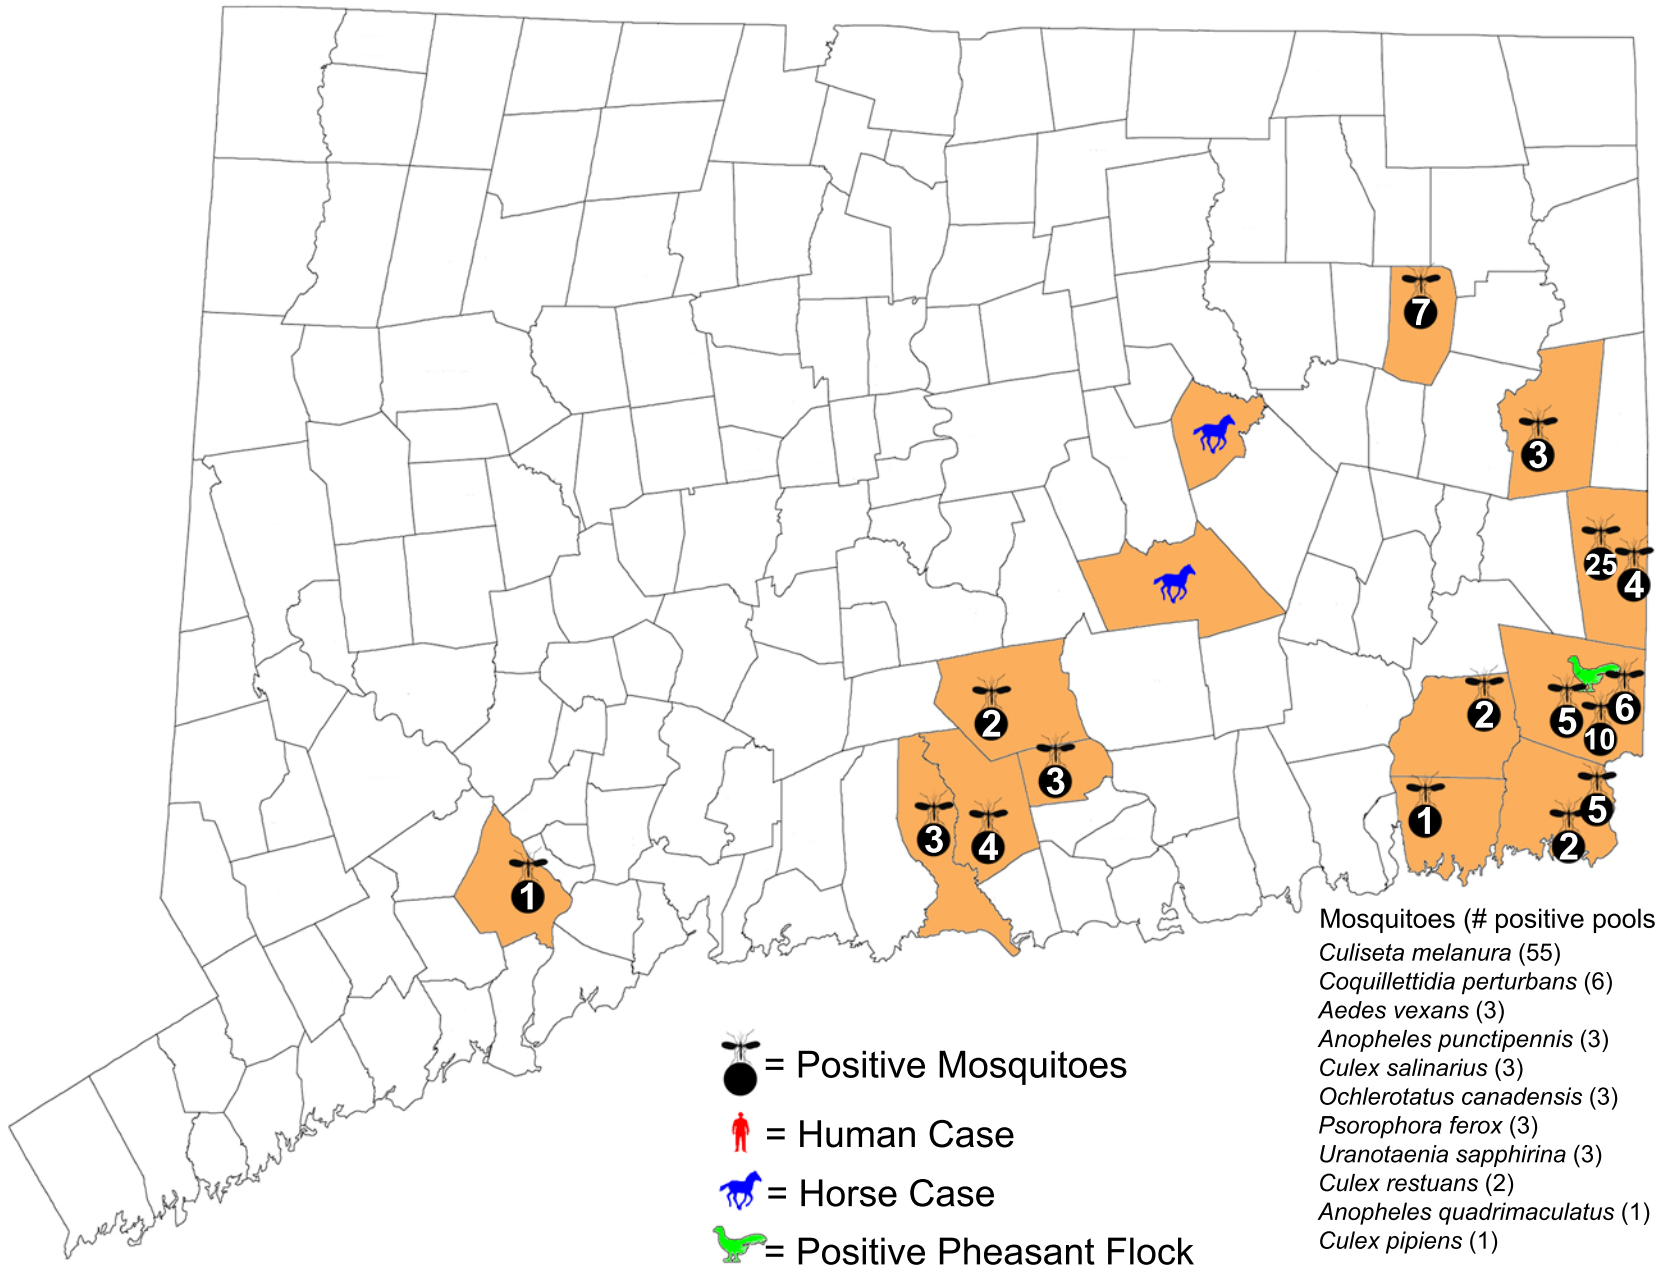 7
3
25
4
2
5
6
10
2
3
1
5
3
4
2
1
Mosquitoes (# positive pools
Culiseta melanura (55)
Coquillettidia perturbans (6)
Aedes vexans (3)
Anopheles punctipennis (3)
Culex salinarius (3)
Ochlerotatus canadensis (3)
Psorophora ferox (3)
Uranotaenia sapphirina (3)
Culex restuans (2)
Anopheles quadrimaculatus (1)
Culex pipiens (1)
= Positive Mosquitoes
= Human Case
= Horse Case
= Positive Pheasant Flock